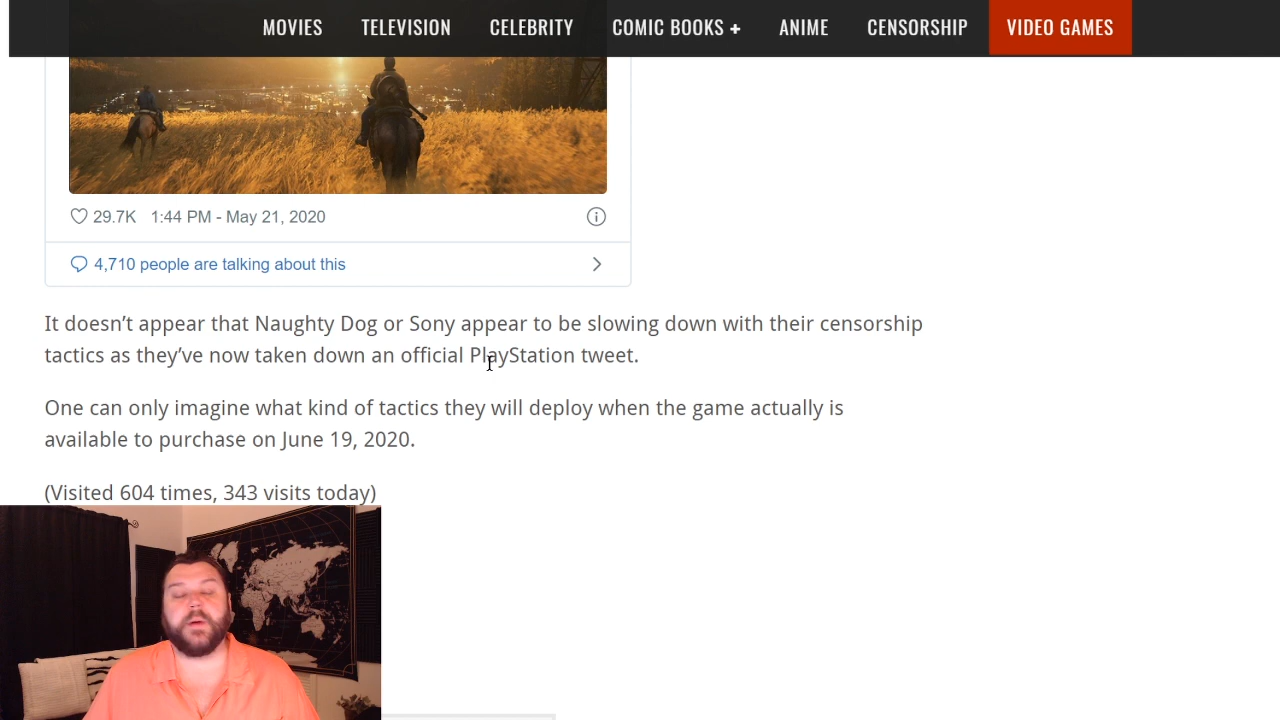 MOVIES TELEVISION CELEBRITY COMIC BOOKS + ANIME CENSORSHIP VIDEO GAMES
29.7K 1:44 PM - May 21, 2020
4,710 people are talking about this
It doesn’t appear that Naughty Dog or Sony appear to be slowing down with their censorship
tactics as they’ve now taken down an official PlayStation tweet.
One can only imagine what kind of tactics they will deploy when the game actually is
available to purchase on June 19, 2020.
(Visited 604 times, 343 visits today)